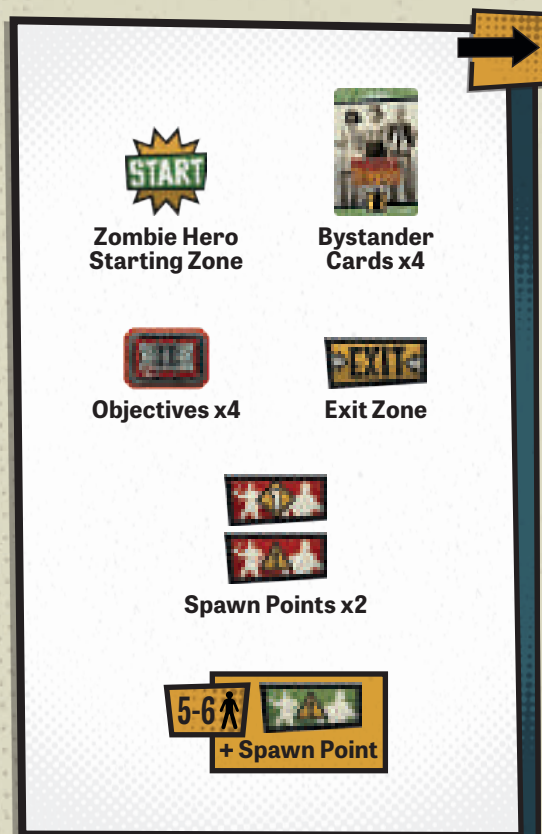 START
Zombie Hero
Starting Zone
Bystander
Cards x4
Objectives x4
EXIT
Exit Zone
1
Spawn Points x2
5-6
+ Spawn Point